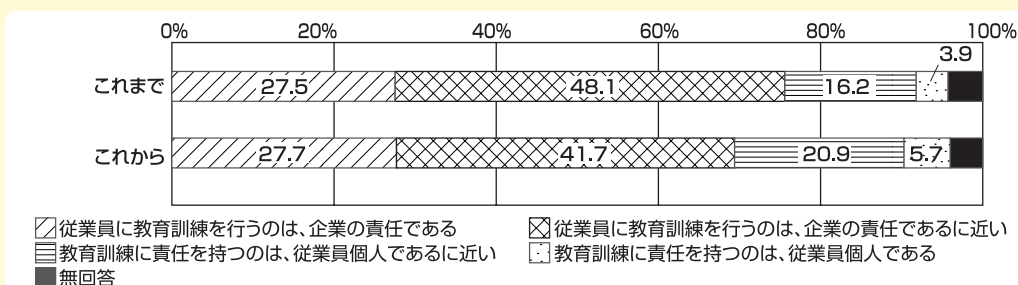 0% 20% 40% 60% 80% 100%
3.9
これまで 27.5 48.1 16.2
これから 27.7 41.7 20.9 5.7
従業員に教育訓練を行うのは、企業の責任である 従業員に教育訓練を行うのは、企業の責任であるに近い
教育訓練に責任を持つのは、従業員個人であるに近い 教育訓練に責任を持つのは、従業員個人である
無回答